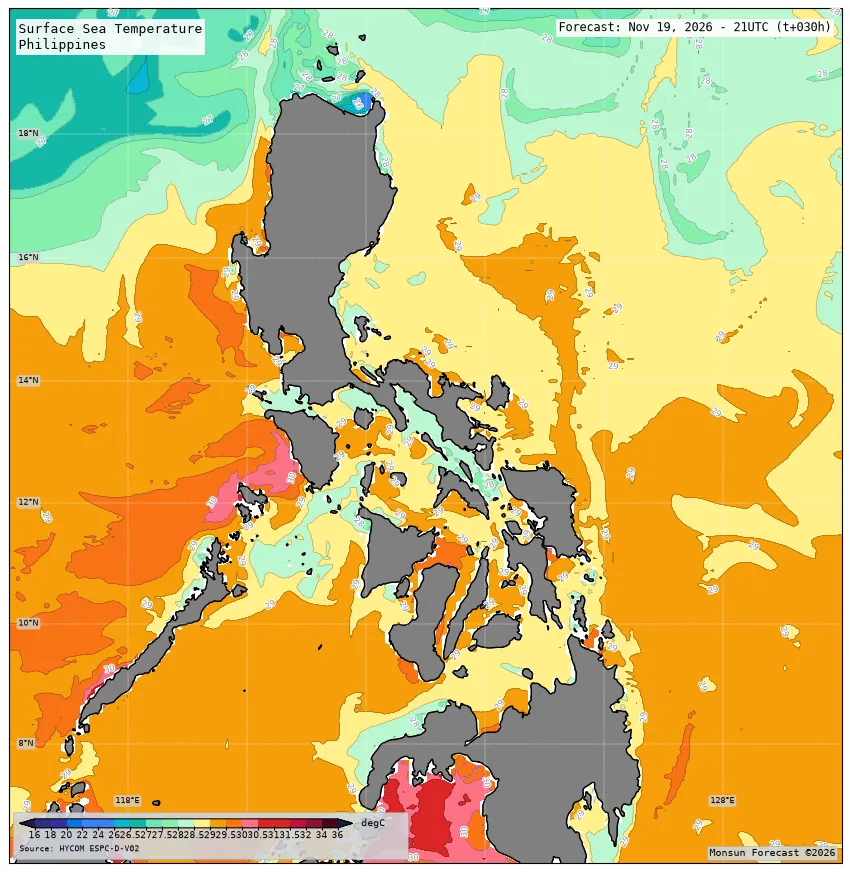 Surface Sea Temperature
Philippines
Forecast: Nov 19, 2026 - 21UTC (t+030h)
18°N
16°N
14°N
12°N
10°N
8°N
118°E
128°E
16 18 20 22 24 26 26.5 27 27.5 28 28.5 29 29.5 30 30.5 31 31.5 32 34 36 degC
Source: HYCOM ESPC-D-V02
Monsun Forecast ©2026